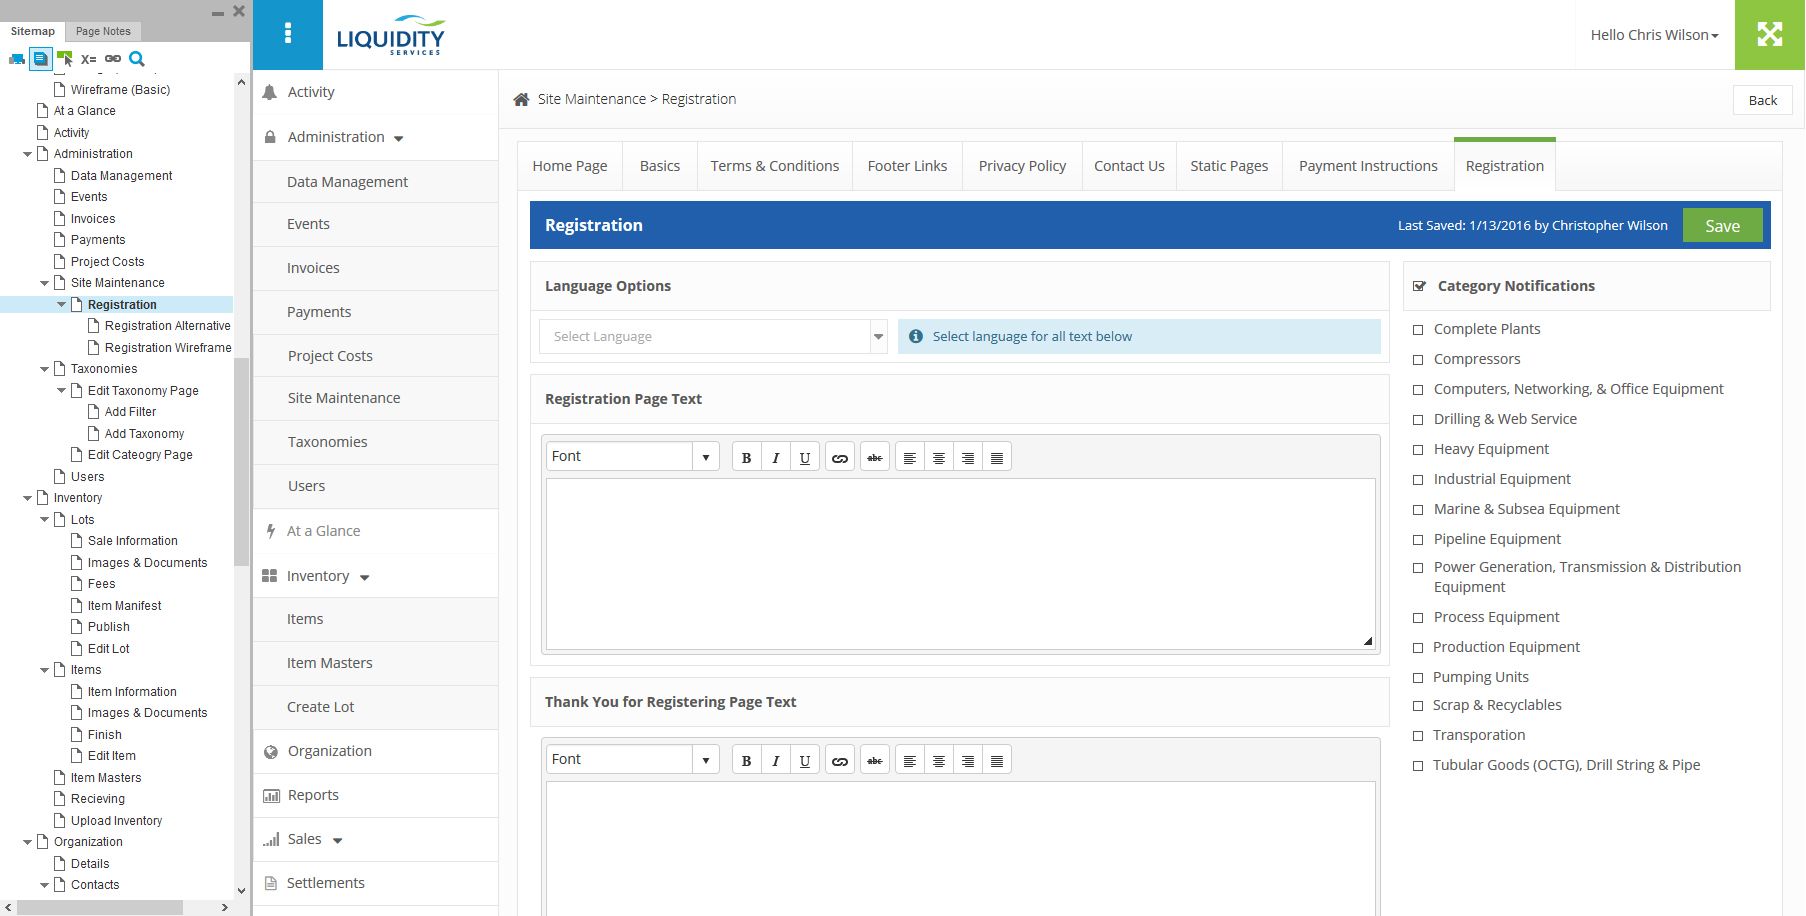 Sitemap
Page Notes
X=
Wireframe (Basic)
At a Glance
Activity
Administration
Data Management
Events
Invoices
Payments
Project Costs
Site Maintenance
Registration
Registration Alternative
Registration Wireframe
Taxonomies
Edit Taxonomy Page
Add Filter
Add Taxonomy
Edit Cateogry Page
Users
Inventory
Lots
Sale Information
Images & Documents
Fees
Item Manifest
Publish
Edit Lot
Items
Item Information
Images & Documents
Finish
Edit Item
Item Masters
Recieving
Upload Inventory
Organization
Details
Contacts
LIQUIDITY
SERVICES
Hello Chris Wilson
Activity
Administration
Data Management
Events
Invoices
Payments
Project Costs
Site Maintenance
Taxonomies
Users
At a Glance
Inventory
Items
Item Masters
Create Lot
Organization
Reports
Sales
Settlements
Site Maintenance > Registration
Back
Home Page
Basics
Terms & Conditions
Footer Links
Privacy Policy
Contact Us
Static Pages
Payment Instructions
Registration
Registration
Last Saved: 1/13/2016 by Christopher Wilson
Save
Language Options
Select Language
Select language for all text below
Registration Page Text
Font
B I U abc
Thank You for Registering Page Text
Font
B I U abc
Category Notifications
Complete Plants
Compressors
Computers, Networking, & Office Equipment
Drilling & Web Service
Heavy Equipment
Industrial Equipment
Marine & Subsea Equipment
Pipeline Equipment
Power Generation, Transmission & Distribution
Equipment
Process Equipment
Production Equipment
Pumping Units
Scrap & Recyclables
Transporation
Tubular Goods (OCTG), Drill String & Pipe